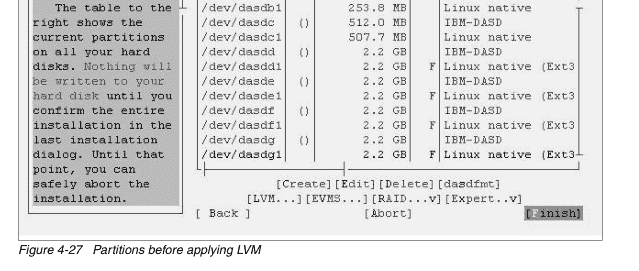 The table to the
right shows the
current partitions
on all your hard
disks. Nothing will
be written to your
hard disk until you
confirm the entire
installation in the
last installation
dialog. Until that
point, you can
safely abort the
installation.
/dev/dasdb1 253.8 MB Linux native
/dev/dasdc () 512.0 MB IBM-DASD
/dev/dasdc1 507.7 MB Linux native
/dev/dasdd () 2.2 GB IBM-DASD
/dev/dasdd1 2.2 GB F Linux native (Ext3
/dev/dasde () 2.2 GB IBM-DASD
/dev/dasde1 2.2 GB F Linux native (Ext3
/dev/dasdf () 2.2 GB IBM-DASD
/dev/dasdf1 2.2 GB F Linux native (Ext3
/dev/dasdg () 2.2 GB IBM-DASD
/dev/dasdg1 2.2 GB F Linux native (Ext3
[Create][Edit][Delete][dasdfmt]
[LVM...][EVMS...][RAID...v][Expert..v]
[ Back ] [Abort] [Finish]
Figure 4-27 Partitions before applying LVM